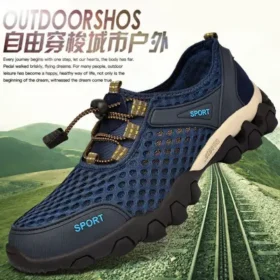 OUTDOORSHOS
自由穿梭城市户外
Every journey begins with one step, let our hearts, the bods are far.
Pedal walked briskly, flying dreams. For many people, outdoor
leisure has become a happy, healthy way of life, not only is the
beginning of the dream, witnessed the dream come true
SPORT
SPORT